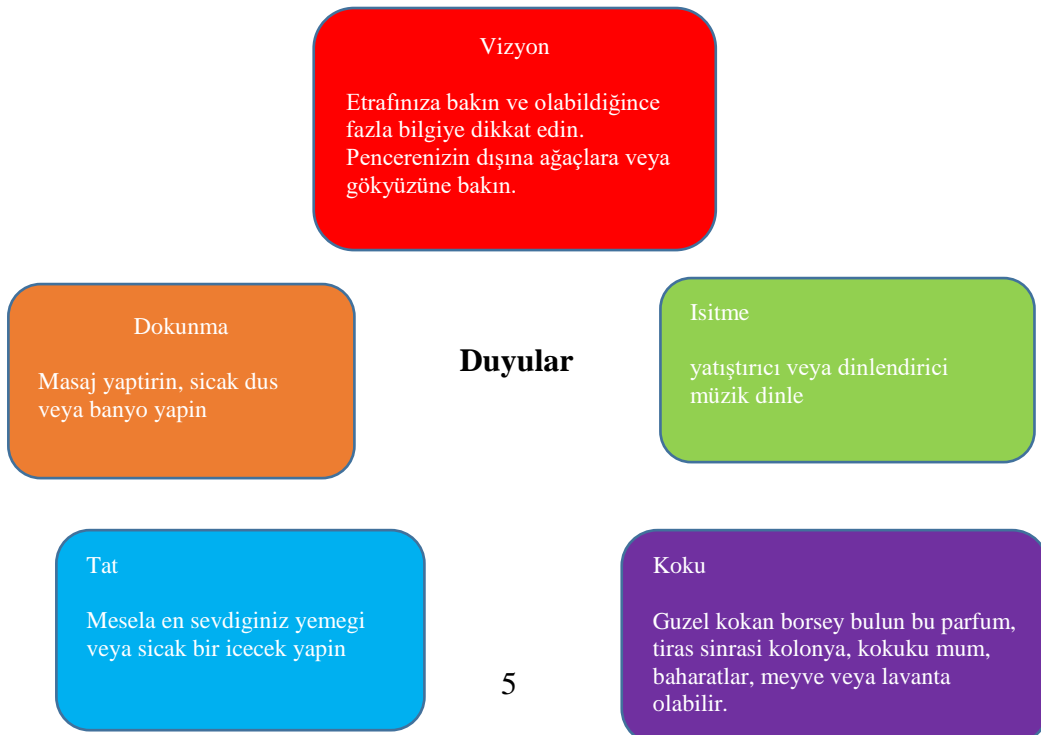 Vizyon
Etrafınıza bakın ve olabildiğince
fazla bilgiye dikkat edin.
Pencerenizin dışına ağaçlara veya
gökyüzüne bakın.
Dokunma
Masaj yaptirin, sicak dus
veya banyo yapin
Duyular
Isitme
yatıştırıcı veya dinlendirici
müzik dinle
Tat
Mesela en sevdiginiz yemegi
veya sicak bir icecek yapin
5
Koku
Guzel kokan borsey bulun bu parfum,
tiras sinrasi kolonya, kokuku mum,
baharatlar, meyve veya lavanta
olabilir.